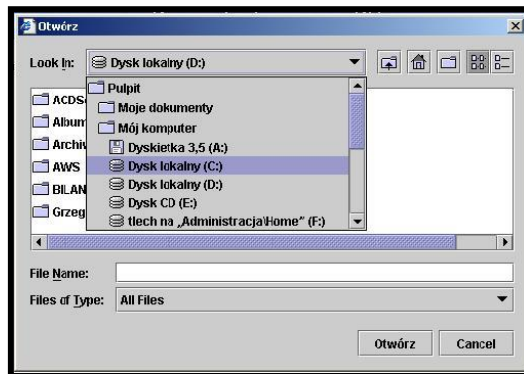 Otwórz
Look In: Dysk lokalny (D:)
Pulpit
Moje dokumenty
Mój komputer
Dyskietka 3,5 (A:)
Dysk lokalny (C:)
Dysk lokalny (D:)
Dysk CD (E:)
tlech na „Administracja\Home" (F:)
ACDS
Album
Archiv
AWS
BILAN
Grzeg
File Name:
Files of Type: All Files
Otwórz Cancel